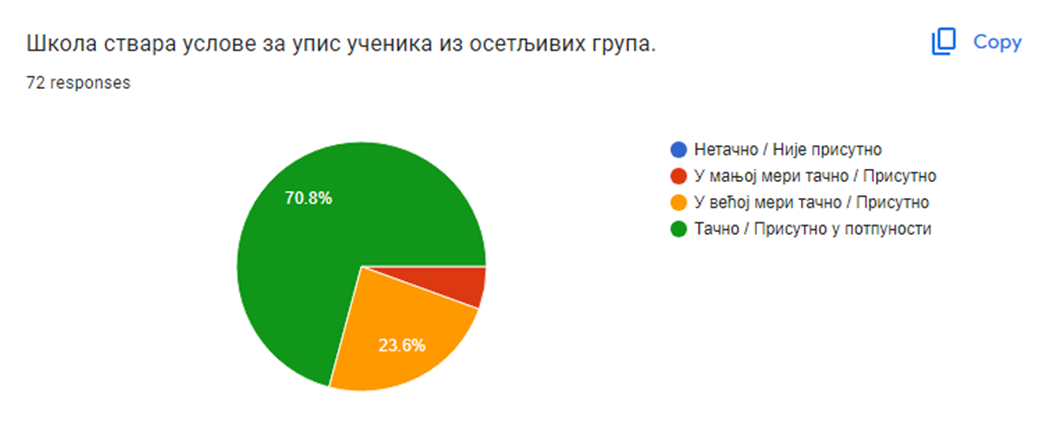 Школа ствара услове за упис ученика из осетљивих група.
Copy
72 responses
Нетачно / Није присутно
У мањој мери тачно / Присутно
У већој мери тачно / Присутно
Тачно / Присутно у потпуности
70.8%
23.6%